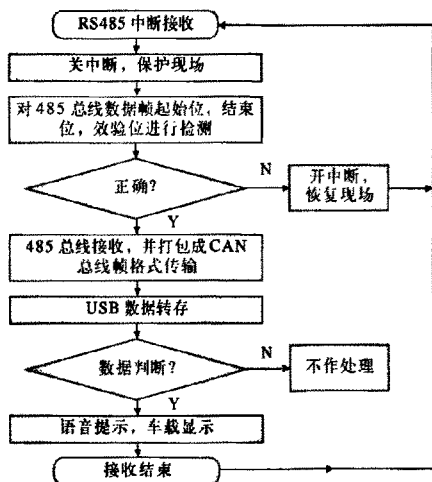 RS485 中断接收
关中断，保护现场
对 485 总线数据帧起始位，结束
位，效验位进行检测
正确？
N
开中断，
恢复现场
Y
485 总线接收，并打包成CAN
总线帧格式传输
USB 数据转存
数据判断？
N
不作处理
Y
语音提示，车载显示
接收结束